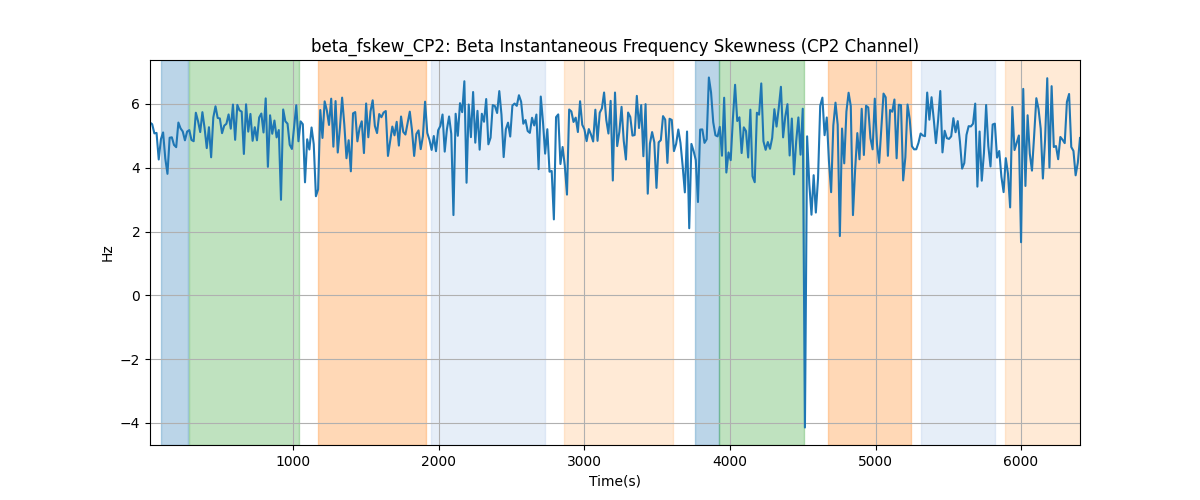 beta_fskew_CP2: Beta Instantaneous Frequency Skewness (CP2 Channel)
Hz
6
4
2
0
−2
−4
1000 2000 3000 4000 5000 6000
Time(s)